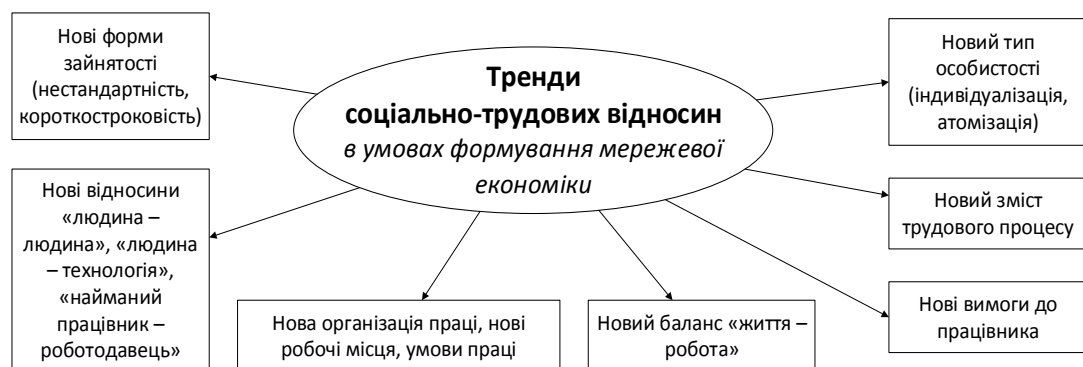 Нові форми
зайнятості
(нестандартність,
короткостроковість)
Тренди
соціально-трудових відносин
в умовах формування мережевої
економіки
Новий тип
особистості
(індивідуалізація,
атомізація)
Нові відносини
«людина –
людина», «людина
– технологія»,
«найманий
працівник –
роботодавець»
Новий зміст
трудового процесу
Нова організація праці, нові
робочі місця, умови праці
Новий баланс «життя –
робота»
Нові вимоги до
працівника